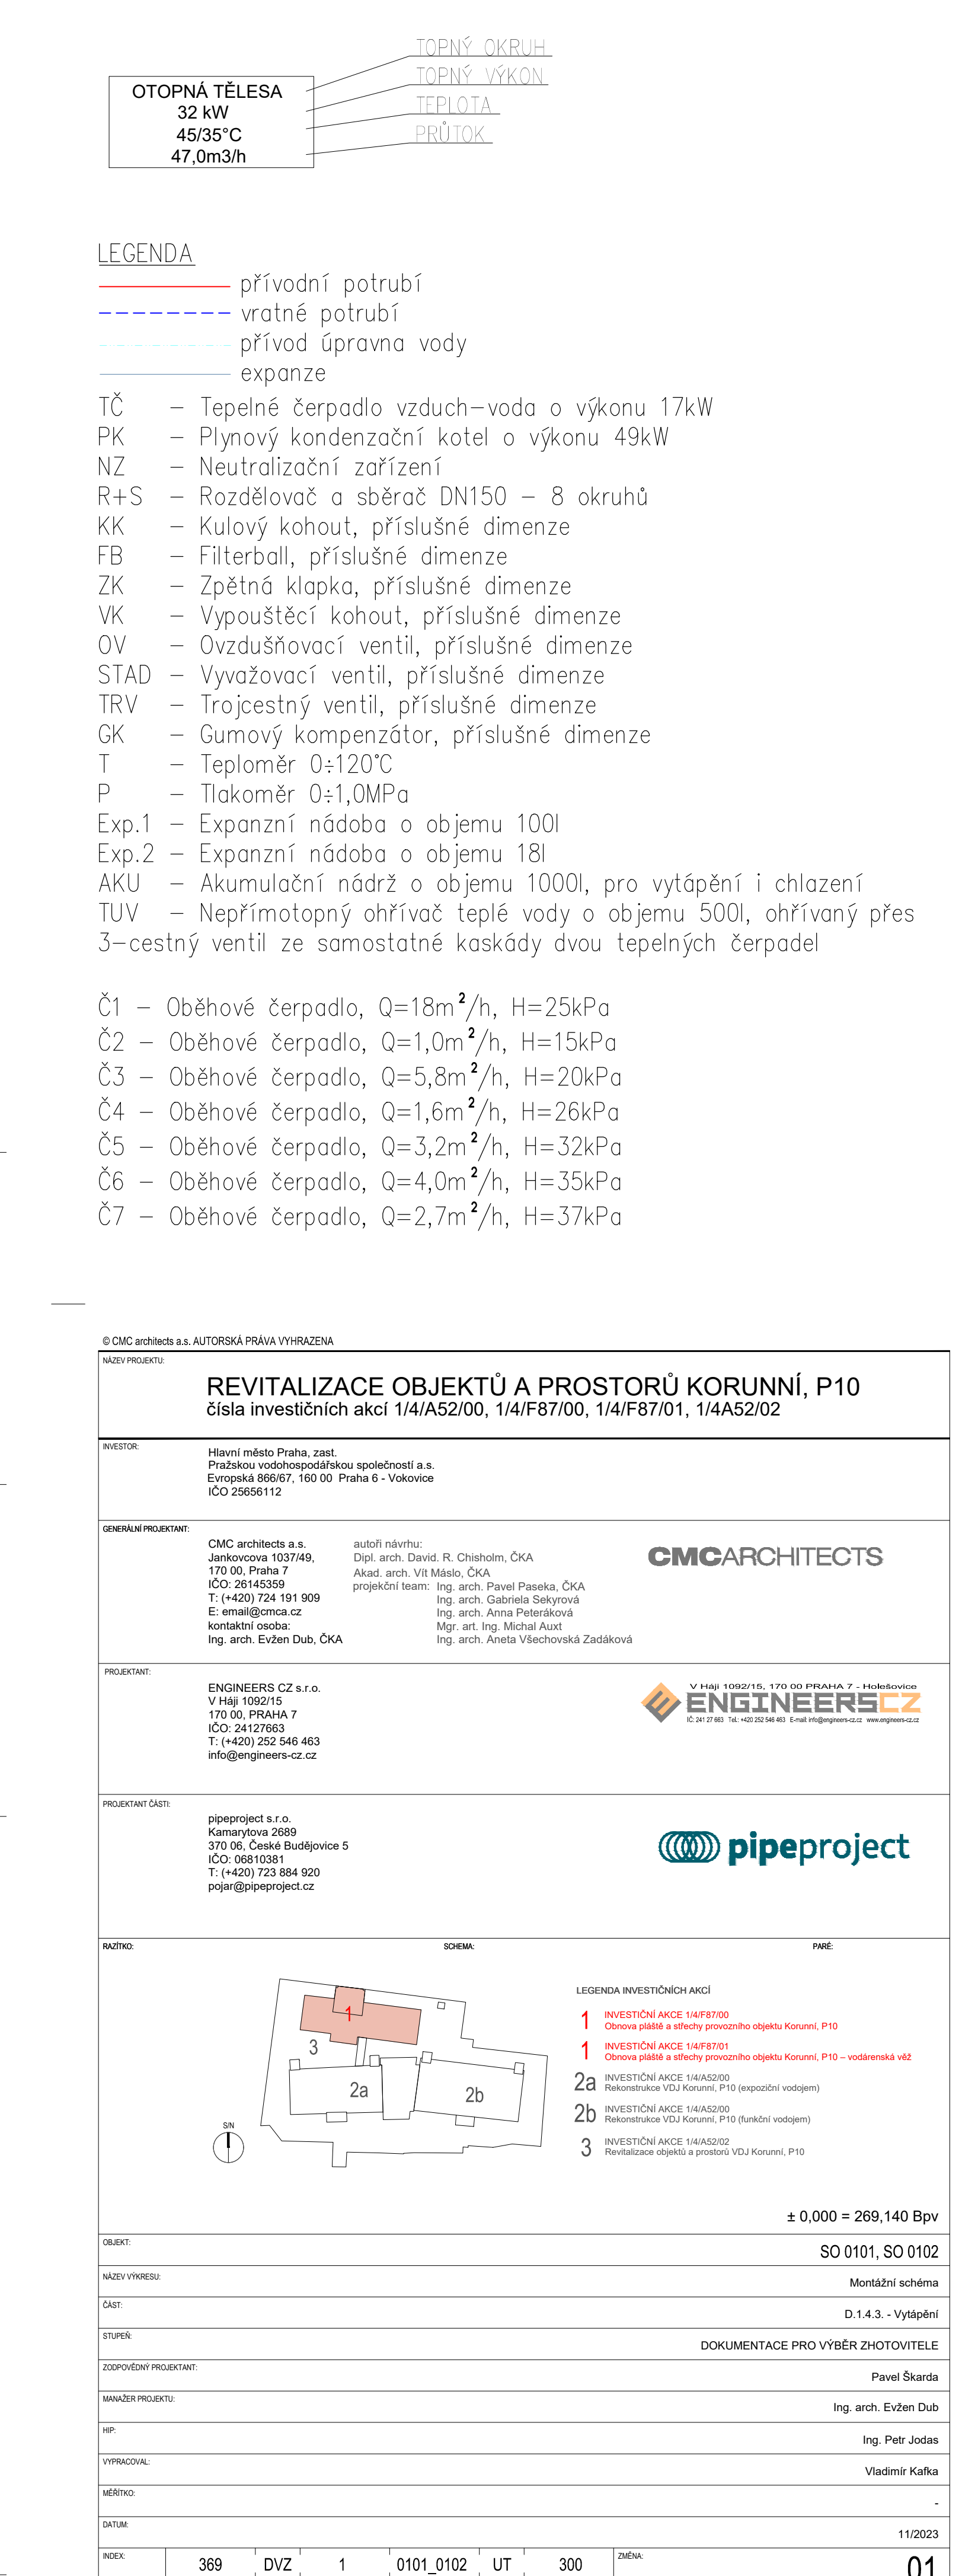 TOPNÝ OKRUH
TOPNÝ VÝKON
TEPLOTA
PRŮTOK
OTOPNÁ TĚLESA
32 kW
45/35°C
47,0m3/h
LEGENDA
přívodní potrubí
vratné potrubí
přívod úpravna vody
expanze
TČ – Tepelné čerpadlo vzduch–voda o výkonu 17kW
PK – Plynový kondenzační kotel o výkonu 49kW
NZ – Neutralizační zařízení
R+S – Rozdělovač a sběrač DN150 – 8 okruhů
KK – Kulový kohout, příslušné dimenze
FB – Filterball, příslušné dimenze
ZK – Zpětná klapka, příslušné dimenze
VK – Vypouštěcí kohout, příslušné dimenze
OV – Ovzdušňovací ventil, příslušné dimenze
STAD – Vyvažovací ventil, příslušné dimenze
TRV – Trojcestný ventil, příslušné dimenze
GK – Gumový kompenzátor, příslušné dimenze
T – Teploměr 0÷120°C
P – Tlakoměr 0÷1,0MPa
Exp.1 – Expanzní nádoba o objemu 100l
Exp.2 – Expanzní nádoba o objemu 18l
AKU – Akumulační nádrž o objemu 1000l, pro vytápění i chlazení
TUV – Nepřímotopný ohřívač teplé vody o objemu 500l, ohřívaný přes
3–cestný ventil ze samostatné kaskády dvou tepelných čerpadel
Č1 – Oběhové čerpadlo, Q=18m²/h, H=25kPa
Č2 – Oběhové čerpadlo, Q=1,0m²/h, H=15kPa
Č3 – Oběhové čerpadlo, Q=5,8m²/h, H=20kPa
Č4 – Oběhové čerpadlo, Q=1,6m²/h, H=26kPa
Č5 – Oběhové čerpadlo, Q=3,2m²/h, H=32kPa
Č6 – Oběhové čerpadlo, Q=4,0m²/h, H=35kPa
Č7 – Oběhové čerpadlo, Q=2,7m²/h, H=37kPa
© CMC architects a.s. AUTORSKÁ PRÁVA VYHRAZENA
NÁZEV PROJEKTU:
REVITALIZACE OBJEKTŮ A PROSTORŮ KORUNNÍ, P10
čísla investičních akcí 1/4/A52/00, 1/4/F87/00, 1/4/F87/01, 1/4A52/02
INVESTOR:
Hlavní město Praha, zast.
Pražskou vodohospodářskou společností a.s.
Evropská 866/67, 160 00 Praha 6 - Vokovice
IČO 25656112
GENERÁLNÍ PROJEKTANT:
CMC architects a.s.
Jankovcova 1037/49,
170 00, Praha 7
IČO: 26145359
T: (+420) 724 191 909
E: email@cmca.cz
kontaktní osoba:
Ing. arch. Evžen Dub, ČKA
autoři návrhu:
Dipl. arch. David. R. Chisholm, ČKA
Akad. arch. Vít Máslo, ČKA
projekční team: Ing. arch. Pavel Paseka, ČKA
Ing. arch. Gabriela Sekyrová
Ing. arch. Anna Peteráková
Mgr. art. Ing. Michal Auxt
Ing. arch. Aneta Všechovská Zadáková
CMCARCHITECTS
PROJEKTANT:
ENGINEERS CZ s.r.o.
V Háji 1092/15
170 00, PRAHA 7
IČO: 24127663
T: (+420) 252 546 463
info@engineers-cz.cz
V Háji 1092/15, 170 00 PRAHA 7 - Holešovice
ENGINEERSCZ
IČ: 241 27 663 Tel.: +420 252 546 463 E-mail: info@engineers-cz.cz www.engineers-cz.cz
PROJEKTANT ČÁSTI:
pipeproject s.r.o.
Kamarytova 2689
370 06, České Budějovice 5
IČO: 06810381
T: (+420) 723 884 920
pojar@pipeproject.cz
pipeproject
RAZÍTKO:
SCHEMA:
PARÉ:
1
3
2a
2b
S/N
LEGENDA INVESTIČNÍCH AKCÍ
1 INVESTIČNÍ AKCE 1/4/F87/00
Obnova pláště a střechy provozního objektu Korunní, P10
1 INVESTIČNÍ AKCE 1/4/F87/01
Obnova pláště a střechy provozního objektu Korunní, P10 – vodárenská věž
2a INVESTIČNÍ AKCE 1/4/A52/00
Rekonstrukce VDJ Korunní, P10 (expoziční vodojem)
2b INVESTIČNÍ AKCE 1/4/A52/00
Rekonstrukce VDJ Korunní, P10 (funkční vodojem)
3 INVESTIČNÍ AKCE 1/4/A52/02
Revitalizace objektů a prostorů VDJ Korunní, P10
± 0,000 = 269,140 Bpv
OBJEKT:
SO 0101, SO 0102
NÁZEV VÝKRESU:
Montážní schéma
ČÁST:
D.1.4.3. - Vytápění
STUPEŇ:
DOKUMENTACE PRO VÝBĚR ZHOTOVITELE
ZODPOVĚDNÝ PROJEKTANT:
Pavel Škarda
MANAŽER PROJEKTU:
Ing. arch. Evžen Dub
HIP:
Ing. Petr Jodas
VYPRACOVAL:
Vladimír Kafka
MĚŘÍTKO:
-
DATUM:
11/2023
INDEX:
369 DVZ 1 0101_0102 UT 300
ZMĚNA:
01